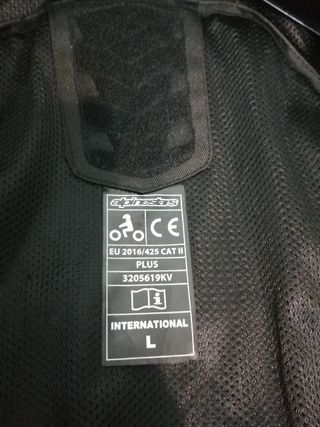 alpinestars
CE
EU 2016/425 CAT II
PLUS
3205619KV
i
INTERNATIONAL
L